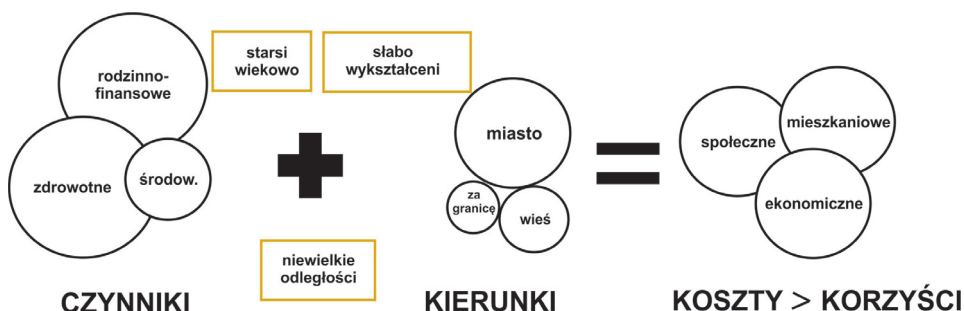 rodzinno-
finansowe
zdrowotne
środow.
starsi
wiekowo
słabo
wykształceni
niewielkie
odległości
miasto
za
granicę
wieś
społeczne
mieszkaniowe
ekonomiczne
CZYNNIKI
KIERUNKI
KOSZTY > KORZYŚCI